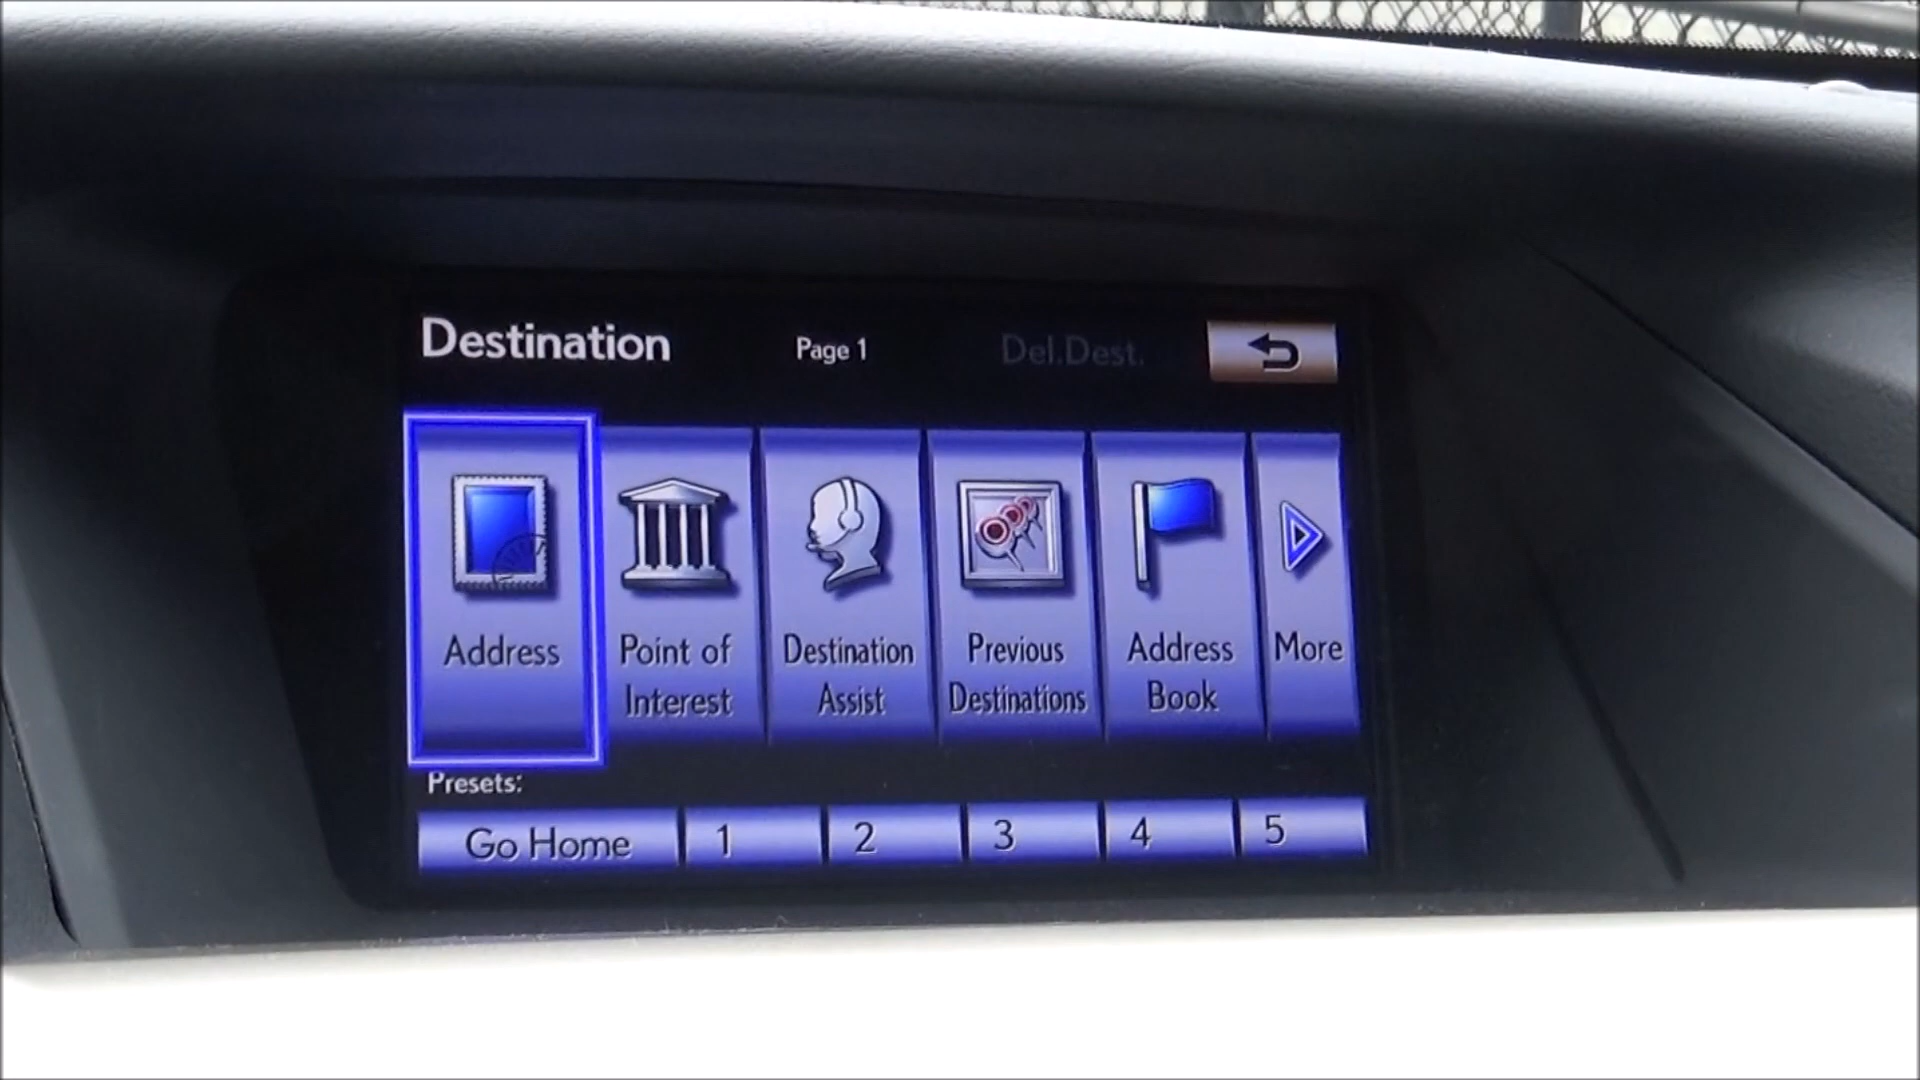 Destination
Page 1
Del.Dest.
Address
Point of
Interest
Destination
Assist
Previous
Destinations
Address
Book
More
Presets:
Go Home
1
2
3
4
5